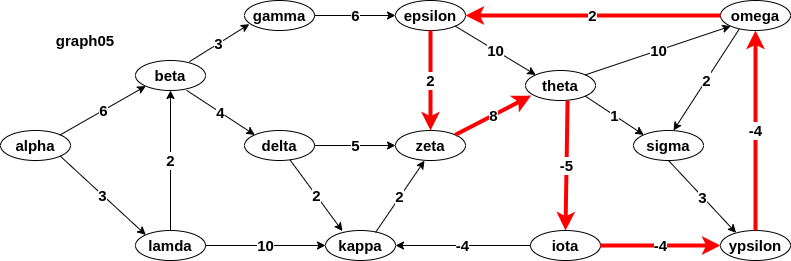 gamma 6 epsilon 2 omega
graph05
3 10 10
beta theta
6 4 2 2
8 1
alpha delta 5 zeta sigma -4
2 -5
3 2 2 3
lamda 10 kappa -4 iota -4 ypsilon